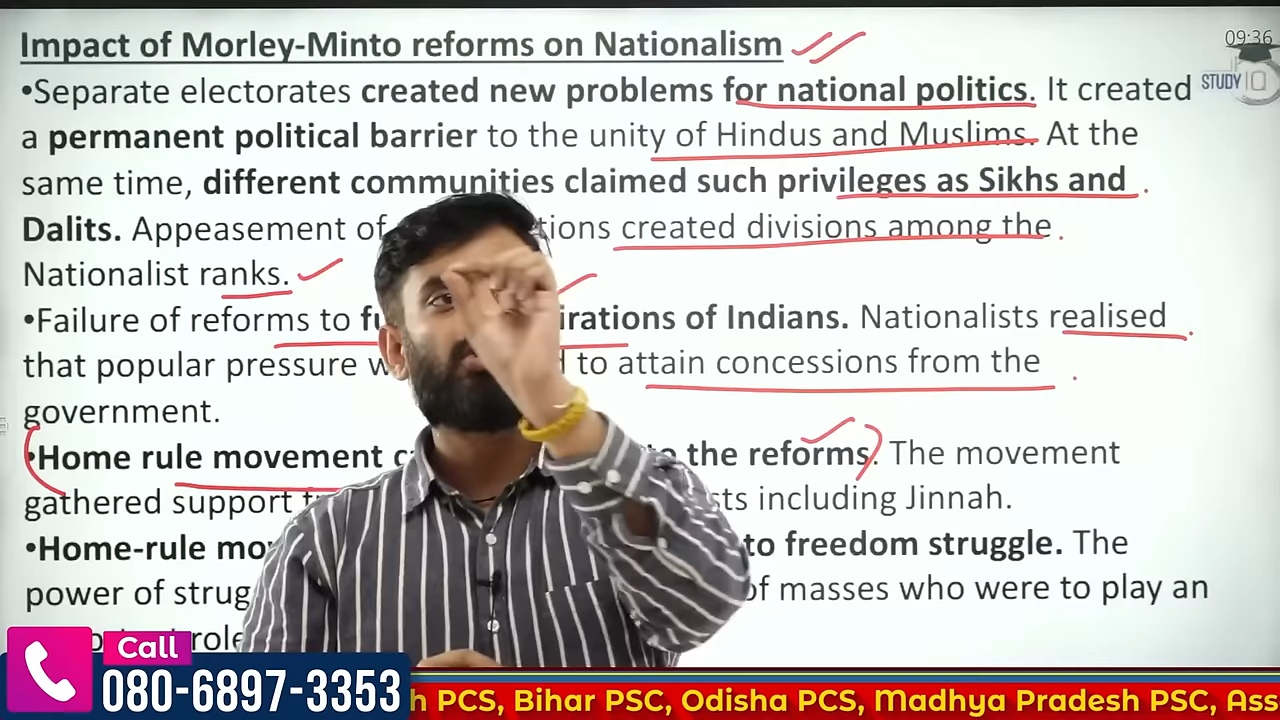 Impact of Morley-Minto reforms on Nationalism
09:36
•Separate electorates created new problems for national politics. It created
STUDY IQ
a permanent political barrier to the unity of Hindus and Muslims. At the
same time, different communities claimed such privileges as Sikhs and
Dalits. Appeasement of tions created divisions among the
Nationalist ranks.
•Failure of reforms to irations of Indians. Nationalists realised
that popular pressure to attain concessions from the
government.
•Home rule movement the reforms. The movement
gathered support including Jinnah.
•Home-rule to freedom struggle. The
power of of masses who were to play an
Call
080-6897-3353
h PCS, Bihar PSC, Odisha PCS, Madhya Pradesh PSC, Ass